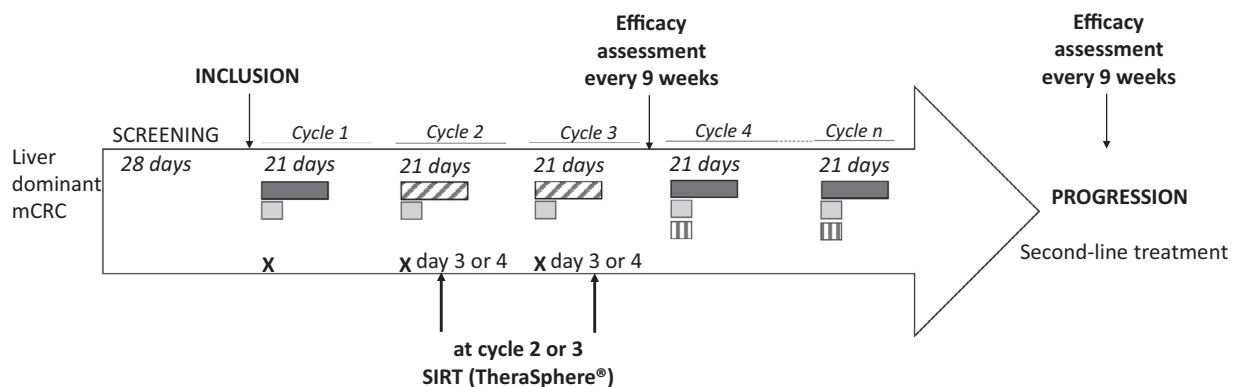 Efficacy
assessment
every 9 weeks
Efficacy
assessment
every 9 weeks
INCLUSION
SCREENING
Cycle 1
Cycle 2
Cycle 3
Cycle 4
Cycle n
Liver
dominant
mCRC
28 days
21 days
21 days
21 days
21 days
21 days
PROGRESSION
Second-line treatment
X
X day 3 or 4
X day 3 or 4
at cycle 2 or 3
SIRT (TheraSphere®)